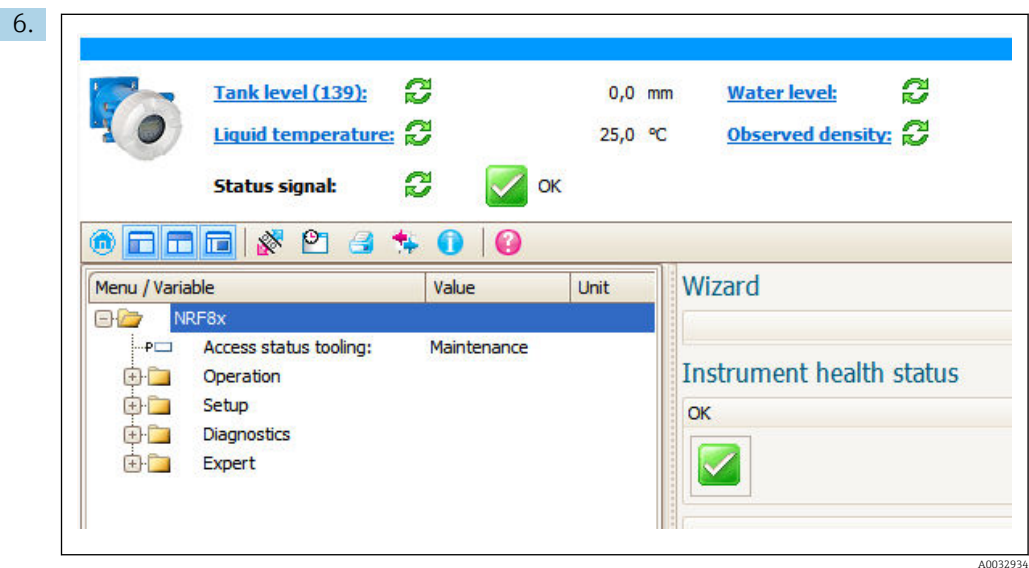 6.
Tank level (139): 0,0 mm Water level:
Liquid temperature: 25,0 °C Observed density:
Status signal: OK
Menu / Variable Value Unit Wizard
NRF8x
Access status tooling: Maintenance
Operation Instrument health status
Setup OK
Diagnostics
Expert
A0032934